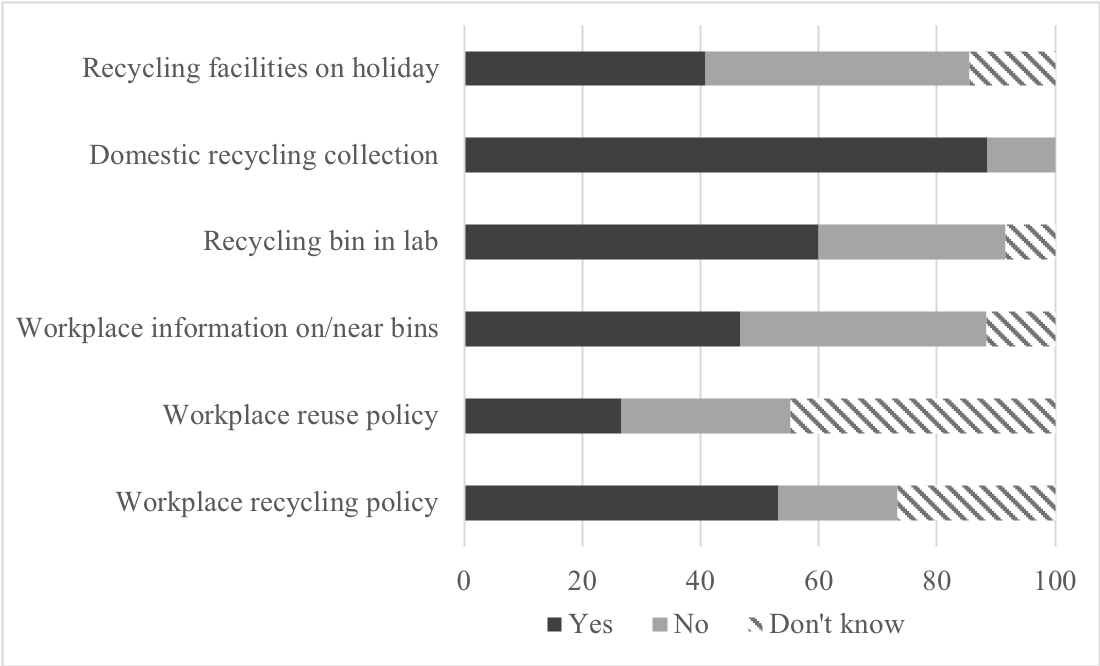 Recycling facilities on holiday
Domestic recycling collection
Recycling bin in lab
Workplace information on/near bins
Workplace reuse policy
Workplace recycling policy
0 20 40 60 80 100
Yes No Don't know